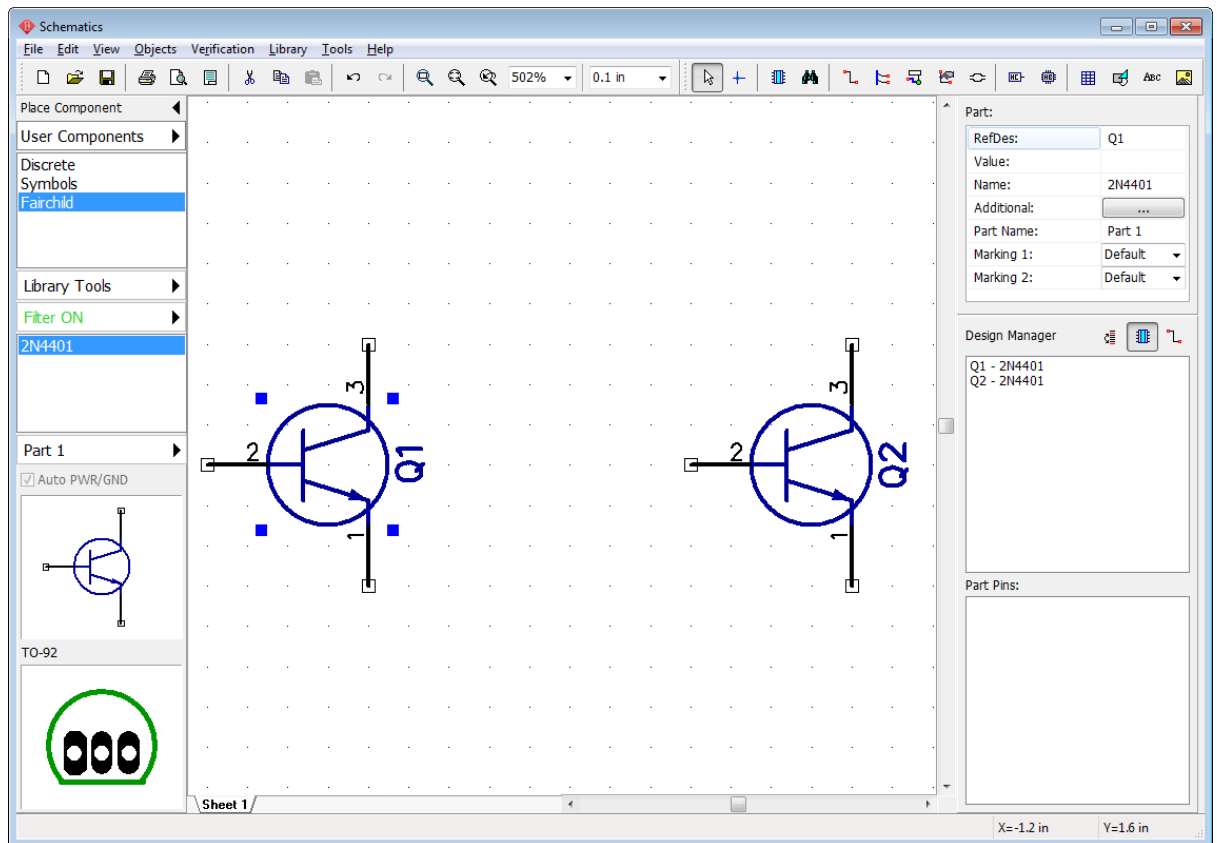 Schematics
File Edit View Objects Verification Library Tools Help
502% 0.1 in ABC
Place Component
User Components
Discrete
Symbols
Fairchild
Library Tools
Filter ON
2N4401
Part 1
Auto PWR/GND
TO-92
3
2
Q1
1
3
2
Q2
1
Sheet 1
Part:
RefDes: Q1
Value:
Name: 2N4401
Additional: ...
Part Name: Part 1
Marking 1: Default
Marking 2: Default
Design Manager
Q1 - 2N4401
Q2 - 2N4401
Part Pins:
X=-1.2 in Y=1.6 in